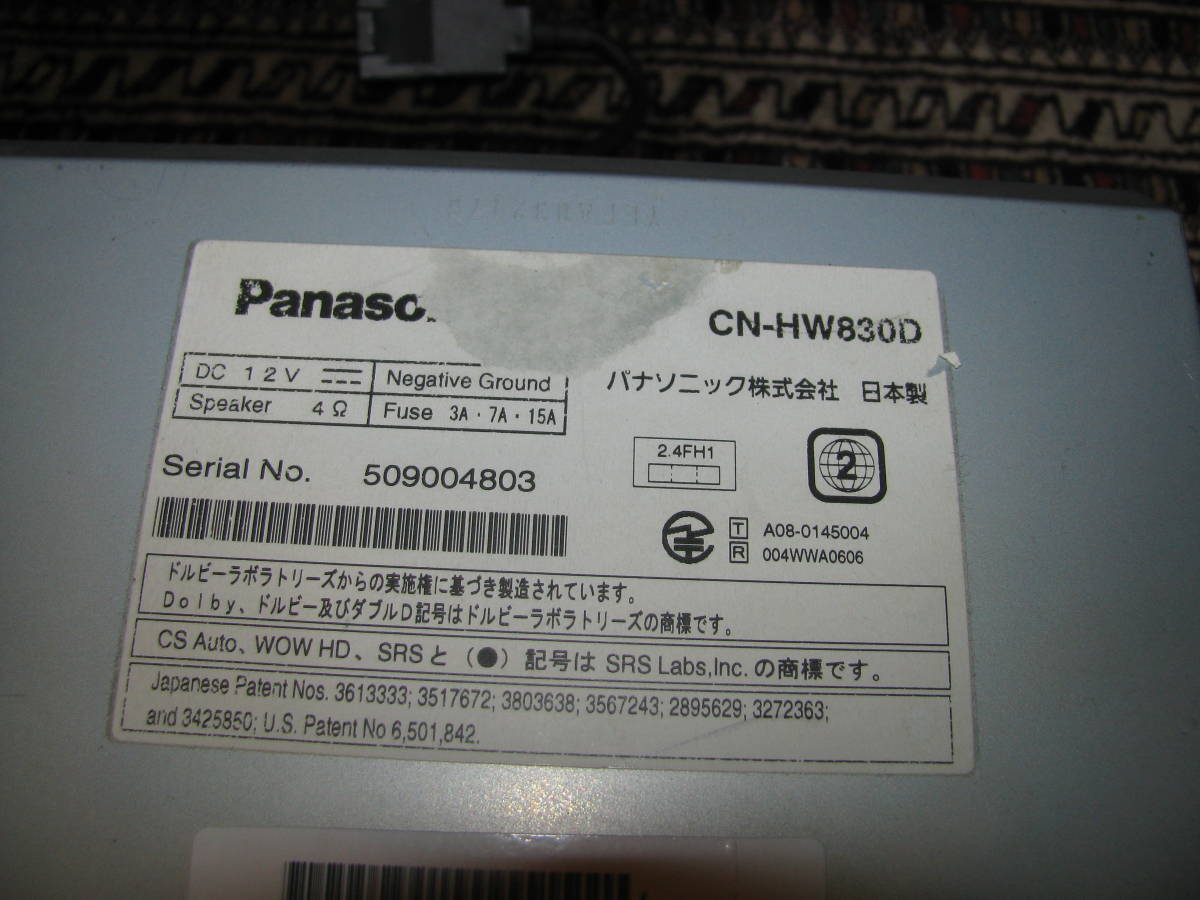 Panaso
CN-HW830D
DC 12V
Negative Ground
Speaker 4Ω
Fuse 3A・7A・15A
パナソニック株式会社 日本製
2.4FH1
2
Serial No. 509004803
T A08-0145004
R 004WWA0606
ドルビーラボラトリーズからの実施権に基づき製造されています。
Dolby、ドルビー及びダブルD記号はドルビーラボラトリーズの商標です。
CS Auto、WOW HD、SRSと（●）記号は SRS Labs,Inc.の商標です。
Japanese Patent Nos. 3613333; 3517672; 3803638; 3567243; 2895629; 3272363;
and 3425850; U.S. Patent No 6,501,842.